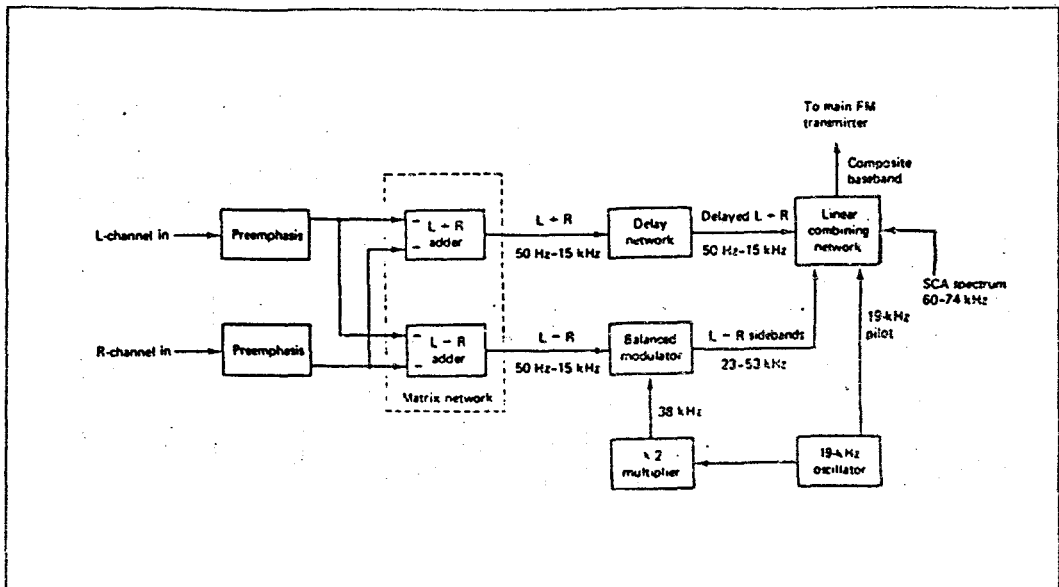 To main FM
transmitter
Composite
baseband
L-channel in
Preemphasis
−
−
L + R
adder
L + R
50 Hz-15 kHz
Delay
network
Delayed L + R
50 Hz-15 kHz
Linear
combining
network
SCA spectrum
60-74 kHz
19-kHz
pilot
R-channel in
Preemphasis
−
−
L − R
adder
Matrix network
L − R
50 Hz-15 kHz
Balanced
modulator
L − R sidebands
23-53 kHz
38 kHz
× 2
multiplier
19-kHz
oscillator